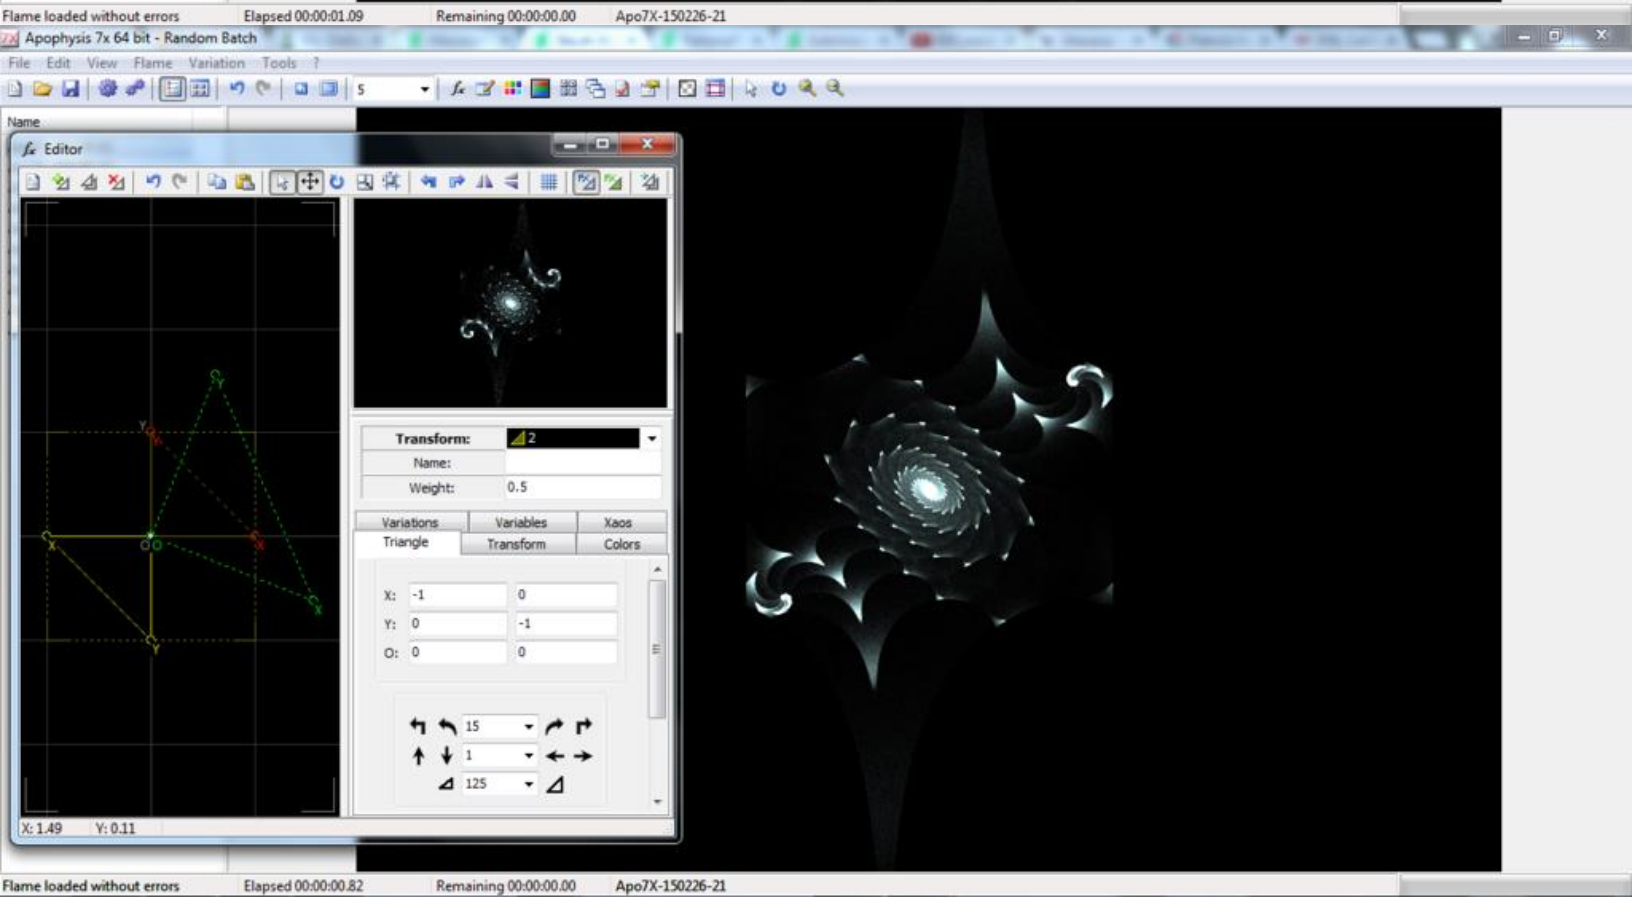 Flame loaded without errors Elapsed 00:00:01.09 Remaining 00:00:00.00 Apo7X-150226-21
7X Apophysis 7x 64 bit - Random Batch
File Edit View Flame Variation Tools ?
5
Name
fx Editor
Transform: 2
Name:
Weight: 0.5
Variations Variables Xaos
Triangle Transform Colors
X: -1 0
Y: 0 -1
O: 0 0
15
1
125
Y
Y
X
O O
X
X
Y
X: 1.49 Y: 0.11
Flame loaded without errors Elapsed 00:00:00.82 Remaining 00:00:00.00 Apo7X-150226-21